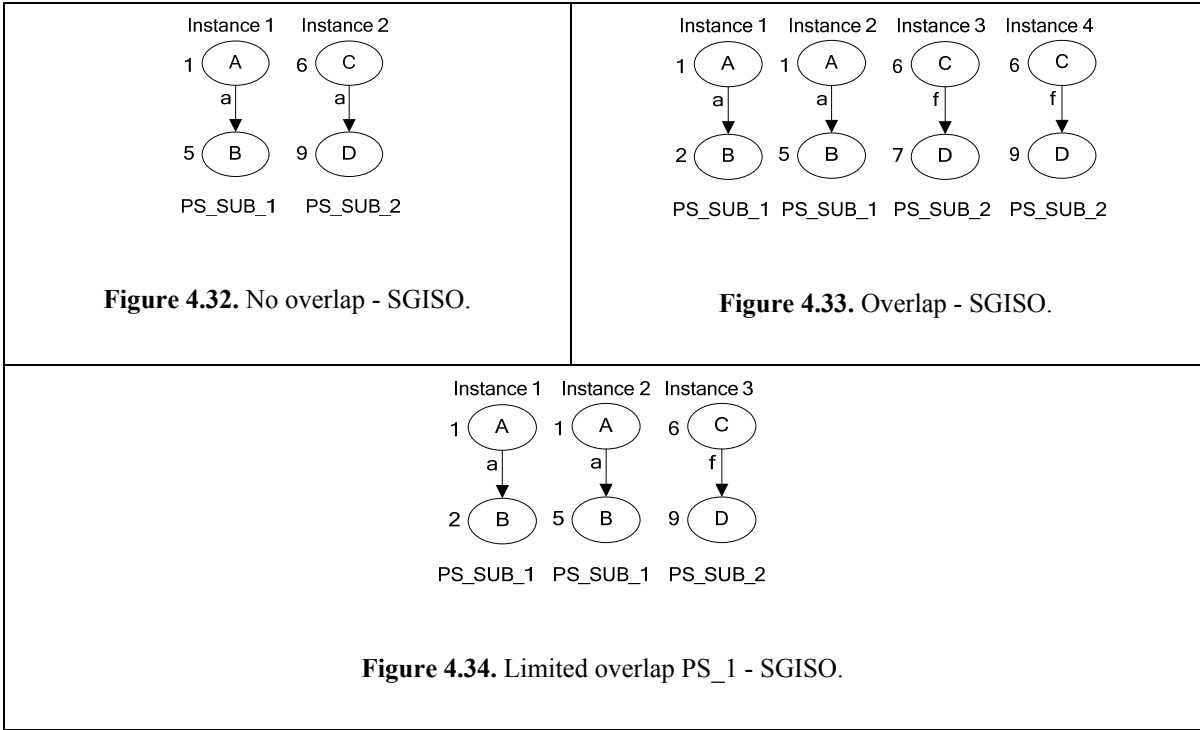 Instance 1 Instance 2
1 A 6 C
a a
5 B 9 D
PS_SUB_1 PS_SUB_2
Figure 4.32. No overlap - SGISO.
Instance 1 Instance 2 Instance 3 Instance 4
1 A 1 A 6 C 6 C
a a f f
2 B 5 B 7 D 9 D
PS_SUB_1 PS_SUB_1 PS_SUB_2 PS_SUB_2
Figure 4.33. Overlap - SGISO.
Instance 1 Instance 2 Instance 3
1 A 1 A 6 C
a a f
2 B 5 B 9 D
PS_SUB_1 PS_SUB_1 PS_SUB_2
Figure 4.34. Limited overlap PS_1 - SGISO.